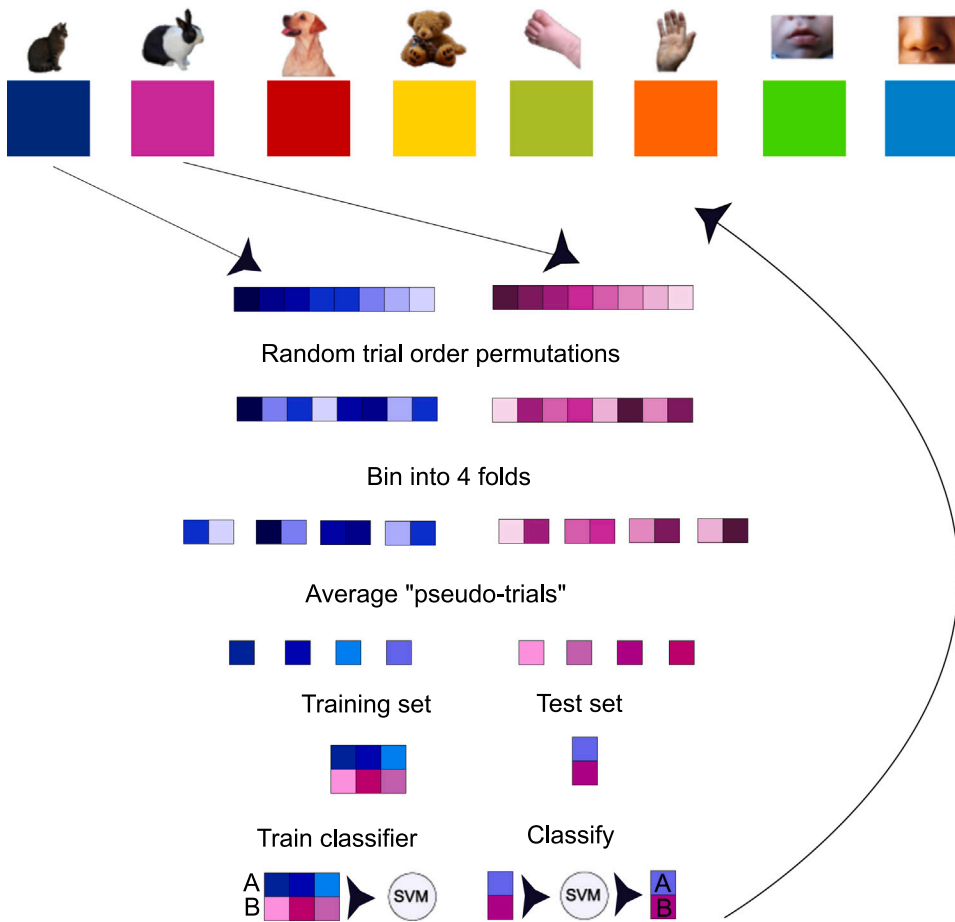 Random trial order permutations
Bin into 4 folds
Average "pseudo-trials"
Training set Test set
Train classifier Classify
A SVM SVM A
B B